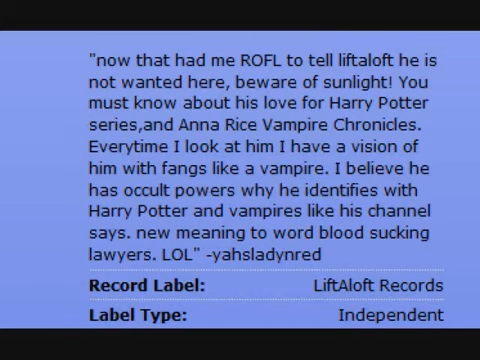 "now that had me ROFL to tell liftaloft he is
not wanted here, beware of sunlight! You
must know about his love for Harry Potter
series,and Anna Rice Vampire Chronicles.
Everytime I look at him I have a vision of
him with fangs like a vampire. I believe he
has occult powers why he identifies with
Harry Potter and vampires like his channel
says. new meaning to word blood sucking
lawyers. LOL" -yahsladynred
Record Label: LiftAloft Records
Label Type: Independent